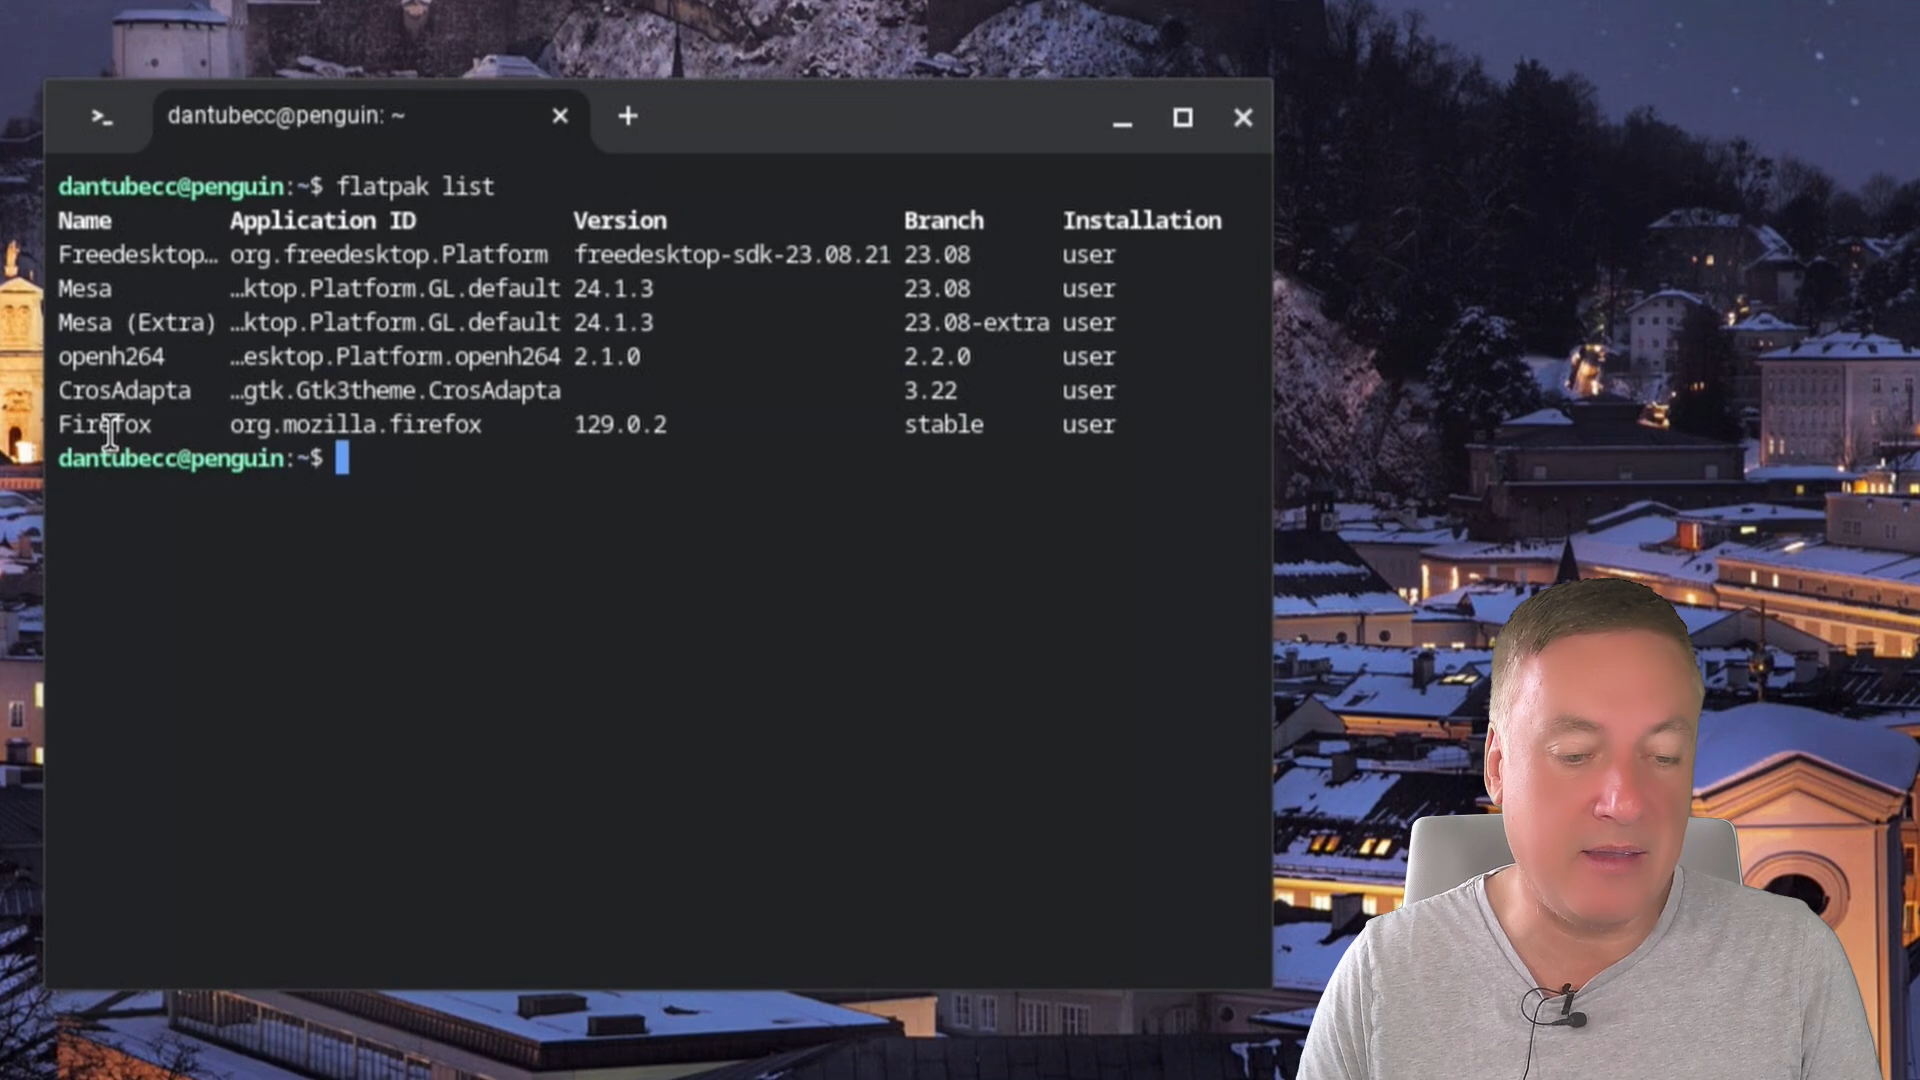 >_ dantubecc@penguin: ~
dantubecc@penguin:~$ flatpak list
Name Application ID Version Branch Installation
Freedesktop… org.freedesktop.Platform freedesktop-sdk-23.08.21 23.08 user
Mesa …ktop.Platform.GL.default 24.1.3 23.08 user
Mesa (Extra) …ktop.Platform.GL.default 24.1.3 23.08-extra user
openh264 …esktop.Platform.openh264 2.1.0 2.2.0 user
CrosAdapta …gtk.Gtk3theme.CrosAdapta 3.22 user
Firefox org.mozilla.firefox 129.0.2 stable user
dantubecc@penguin:~$